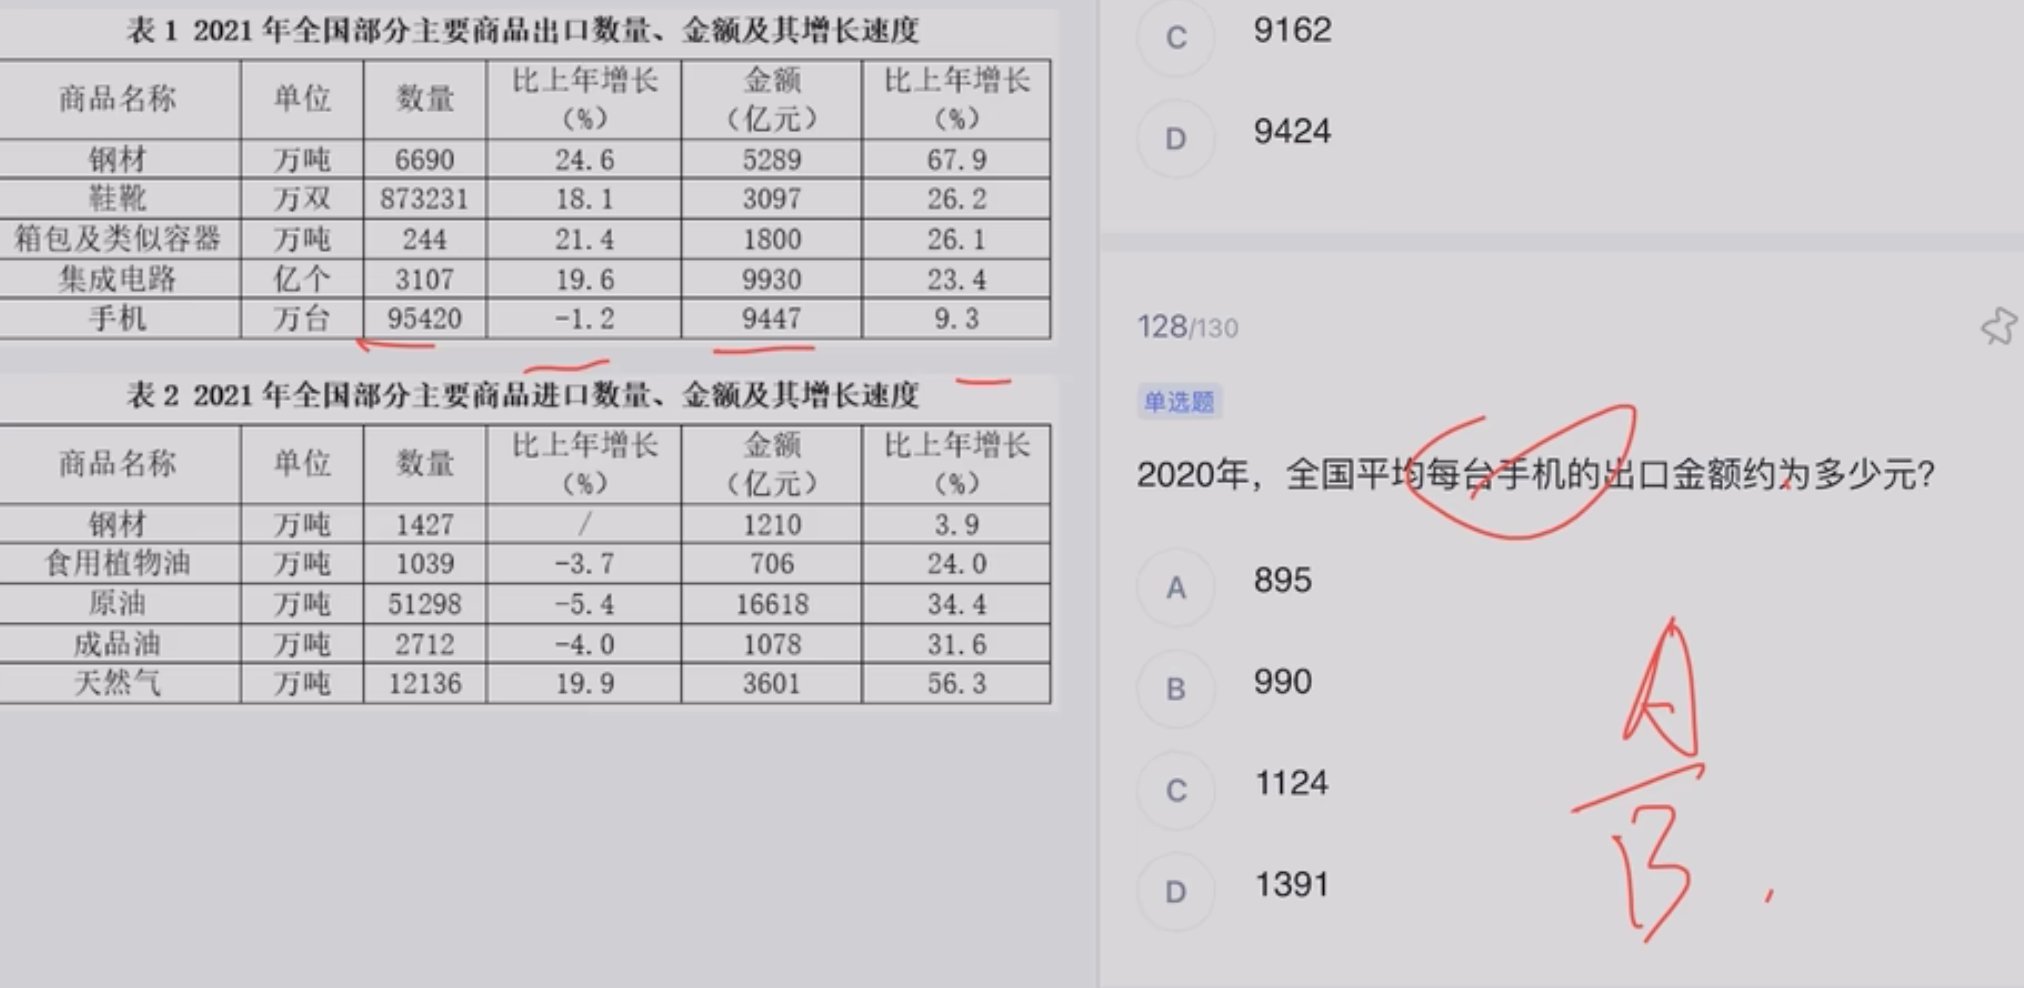 表1 2021年全国部分主要商品出口数量、金额及其增长速度
商品名称 单位 数量 比上年增长（%） 金额（亿元） 比上年增长（%）
钢材 万吨 6690 24.6 5289 67.9
鞋靴 万双 873231 18.1 3097 26.2
箱包及类似容器 万吨 244 21.4 1800 26.1
集成电路 亿个 3107 19.6 9930 23.4
手机 万台 95420 -1.2 9447 9.3
表2 2021年全国部分主要商品进口数量、金额及其增长速度
商品名称 单位 数量 比上年增长（%） 金额（亿元） 比上年增长（%）
钢材 万吨 1427 / 1210 3.9
食用植物油 万吨 1039 -3.7 706 24.0
原油 万吨 51298 -5.4 16618 34.4
成品油 万吨 2712 -4.0 1078 31.6
天然气 万吨 12136 19.9 3601 56.3
C 9162
D 9424
128/130
单选题
2020年，全国平均每台手机的出口金额约为多少元？
A 895
B 990
C 1124
D 1391
A
B